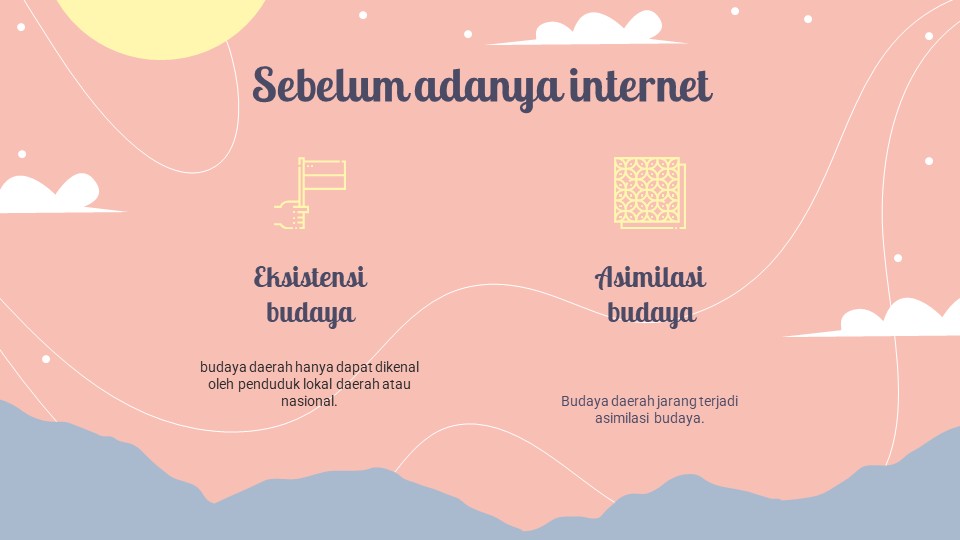 Sebelum adanya internet
Eksistensi
budaya
budaya daerah hanya dapat dikenal
oleh penduduk lokal daerah atau
nasional.
Asimilasi
budaya
Budaya daerah jarang terjadi
asimilasi budaya.